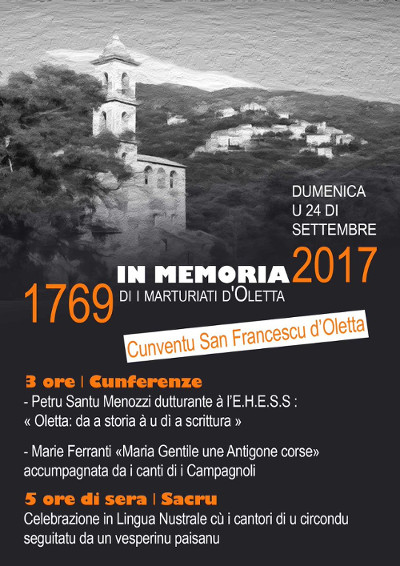 DUMENICA
U 24 DI
SETTEMBRE
2017
IN MEMORIA
1769
DI I MARTURIATI D'OLETTA
Cunventu San Francescu d'Oletta
3 ore | Cunferenze
- Petru Santu Menozzi dutturante à l'E.H.E.S.S :
« Oletta: da a storia à u dì a scrittura »
- Marie Ferranti «Maria Gentile une Antigone corse»
accumpagnata da i canti di i Campagnoli
5 ore di sera | Sacru
Celebrazione in Lingua Nustrale cù i cantori di u circondu
seguitatu da un vesperinu paisanu